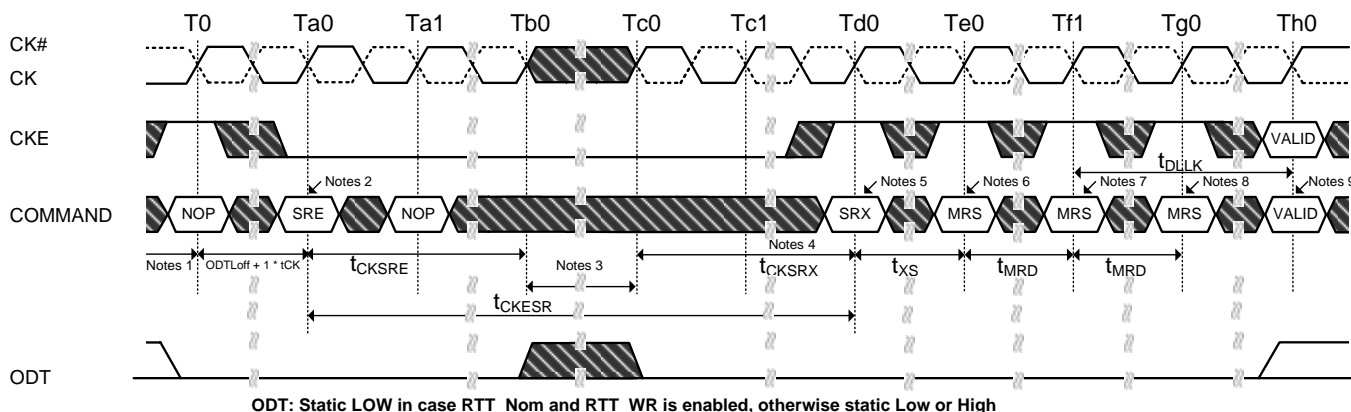 T0 Ta0 Ta1 Tb0 Tc0 Tc1 Td0 Te0 Tf1 Tg0 Th0
CK#
CK
CKE
VALID
tDLLK
Notes 2 Notes 5 Notes 6 Notes 7 Notes 8 Notes 9
COMMAND NOP SRE NOP SRX MRS MRS MRS VALID
Notes 1 ODTLoff + 1 * tCK tCKSRE Notes 3 Notes 4 tCKSRX tXS tMRD tMRD
tCKESR
ODT
ODT: Static LOW in case RTT_Nom and RTT_WR is enabled, otherwise static Low or High